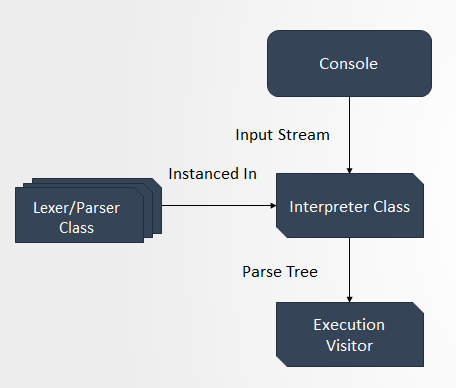 Console
Input Stream
Instanced In
Lexer/Parser
Class
Interpreter Class
Parse Tree
Execution
Visitor